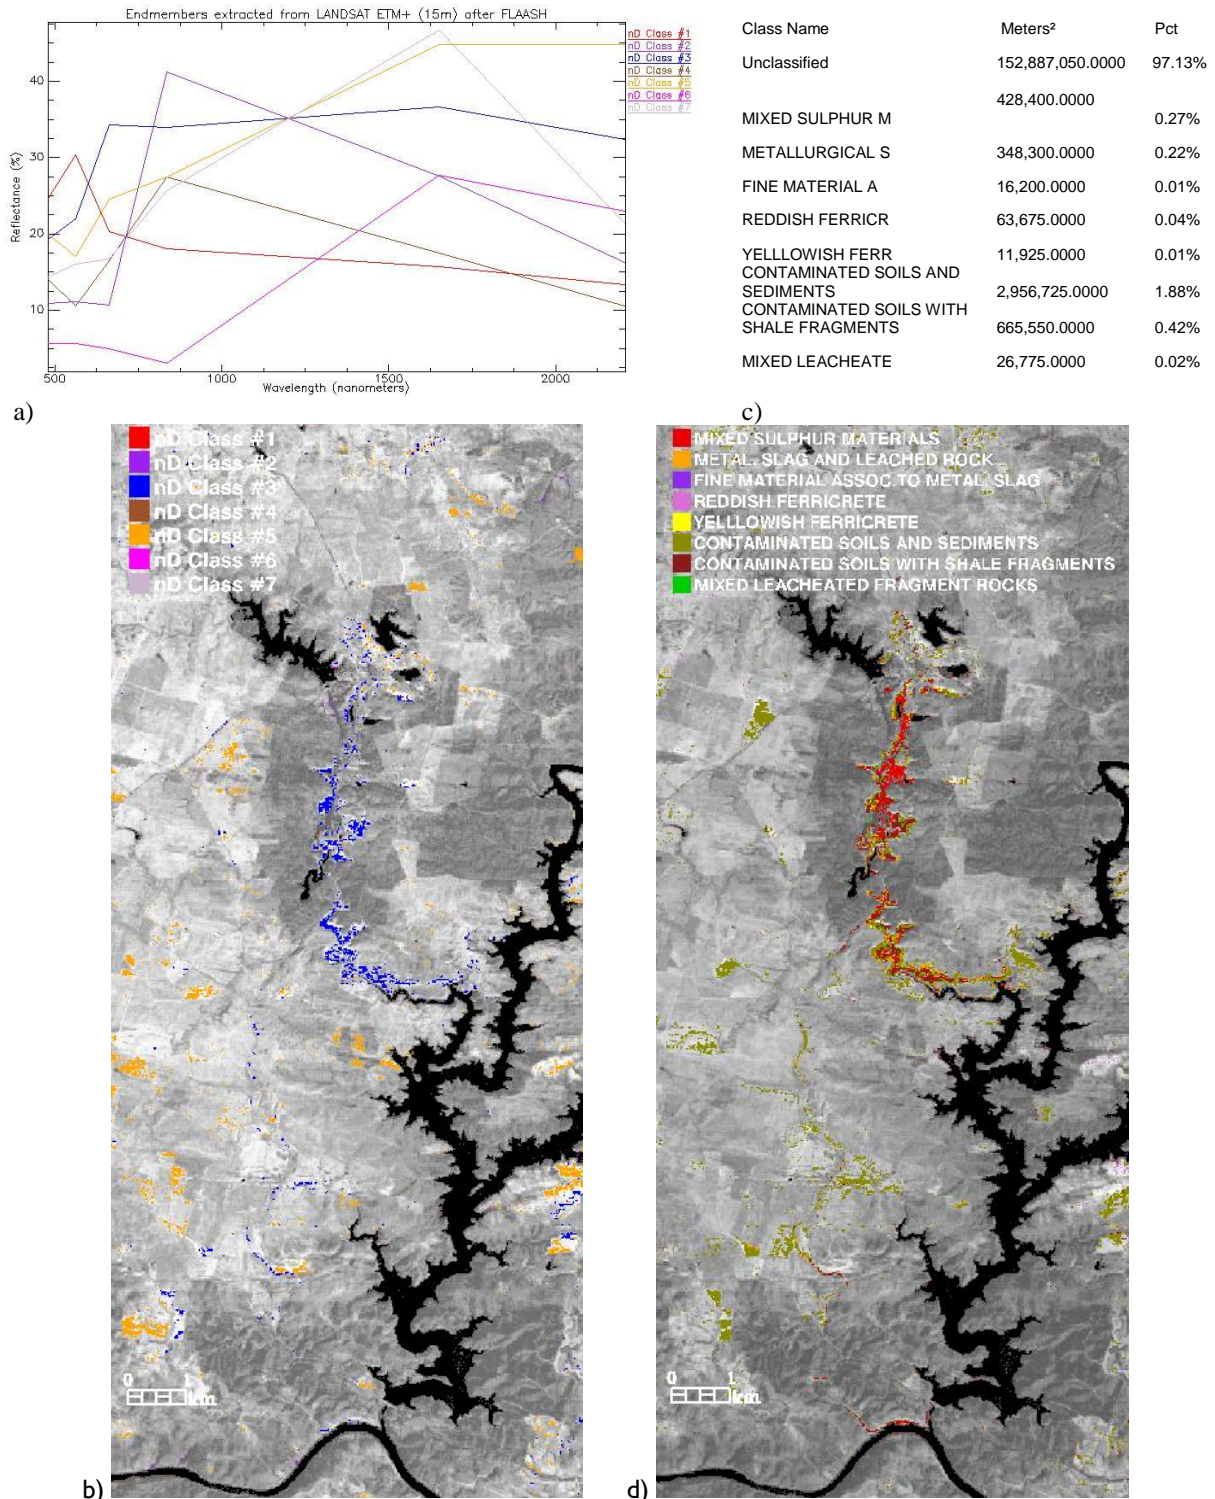 Endmembers extracted from LANDSAT ETM+ (15m) after FLAASH
nD Class #1
nD Class #2
nD Class #3
nD Class #4
nD Class #5
nD Class #6
nD Class #7
Reflectance (%)
40
30
20
10
500
1000
1500
2000
Wavelength (nanometers)
a)
Class Name Meters² Pct
Unclassified 152,887,050.0000 97.13%
428,400.0000
MIXED SULPHUR M 0.27%
METALLURGICAL S 348,300.0000 0.22%
FINE MATERIAL A 16,200.0000 0.01%
REDDISH FERRICR 63,675.0000 0.04%
YELLLOWISH FERR 11,925.0000 0.01%
CONTAMINATED SOILS AND
SEDIMENTS 2,956,725.0000 1.88%
CONTAMINATED SOILS WITH
SHALE FRAGMENTS 665,550.0000 0.42%
MIXED LEACHEATE 26,775.0000 0.02%
c)
nD Class #1
nD Class #2
nD Class #3
nD Class #4
nD Class #5
nD Class #6
nD Class #7
0 1
km
b)
MIXED SULPHUR MATERIALS
METAL. SLAG AND LEACHED ROCK
FINE MATERIAL ASSOC TO METAL. SLAG
REDDISH FERRICRETE
YELLLOWISH FERRICRETE
CONTAMINATED SOILS AND SEDIMENTS
CONTAMINATED SOILS WITH SHALE FRAGMENTS
MIXED LEACHEATED FRAGMENT ROCKS
0 1
km
d)